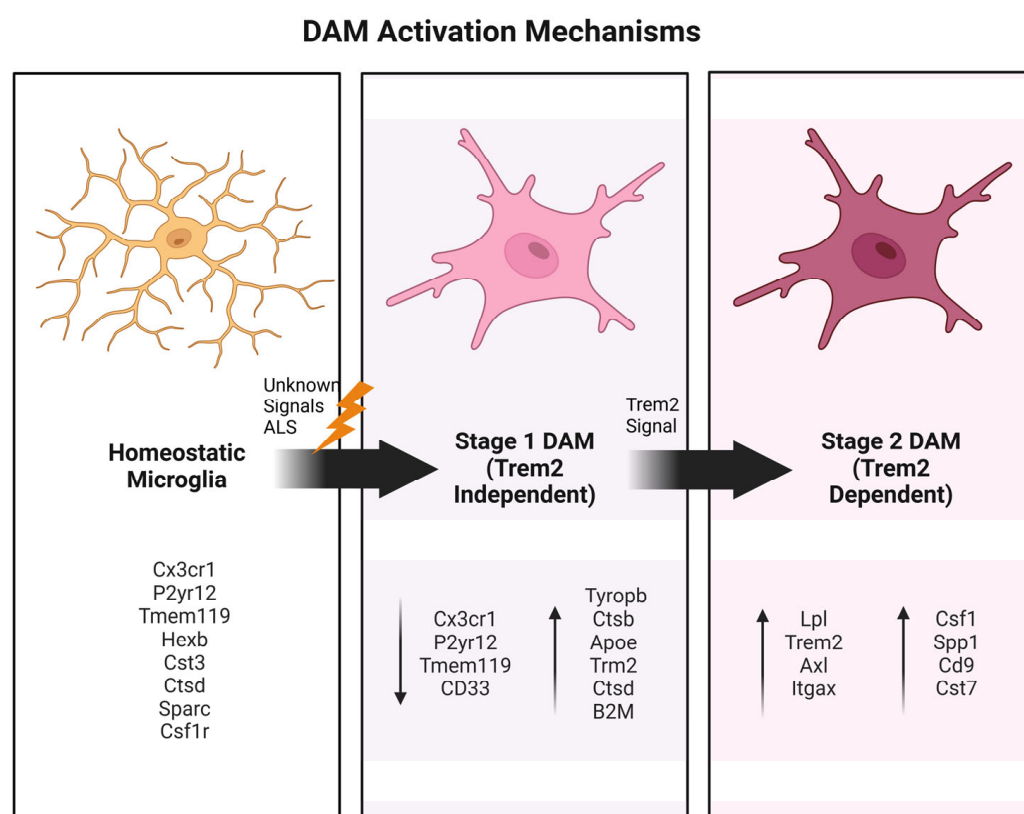 DAM Activation Mechanisms
Unknown
Signals
ALS
Homeostatic
Microglia
Cx3cr1
P2yr12
Tmem119
Hexb
Cst3
Ctsd
Sparc
Csf1r
Trem2
Signal
Stage 1 DAM
(Trem2
Independent)
Cx3cr1
P2yr12
Tmem119
CD33
Tyropb
Ctsb
Apoe
Trm2
Ctsd
B2M
Stage 2 DAM
(Trem2
Dependent)
Lpl
Trem2
Axl
Itgax
Csf1
Spp1
Cd9
Cst7